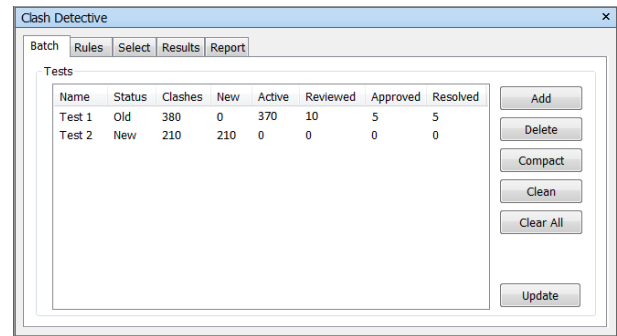 Clash Detective x
Batch Rules Select Results Report
Tests
Name Status Clashes New Active Reviewed Approved Resolved
Test 1 Old 380 0 370 10 5 5
Test 2 New 210 210 0 0 0 0
Add
Delete
Compact
Clean
Clear All
Update